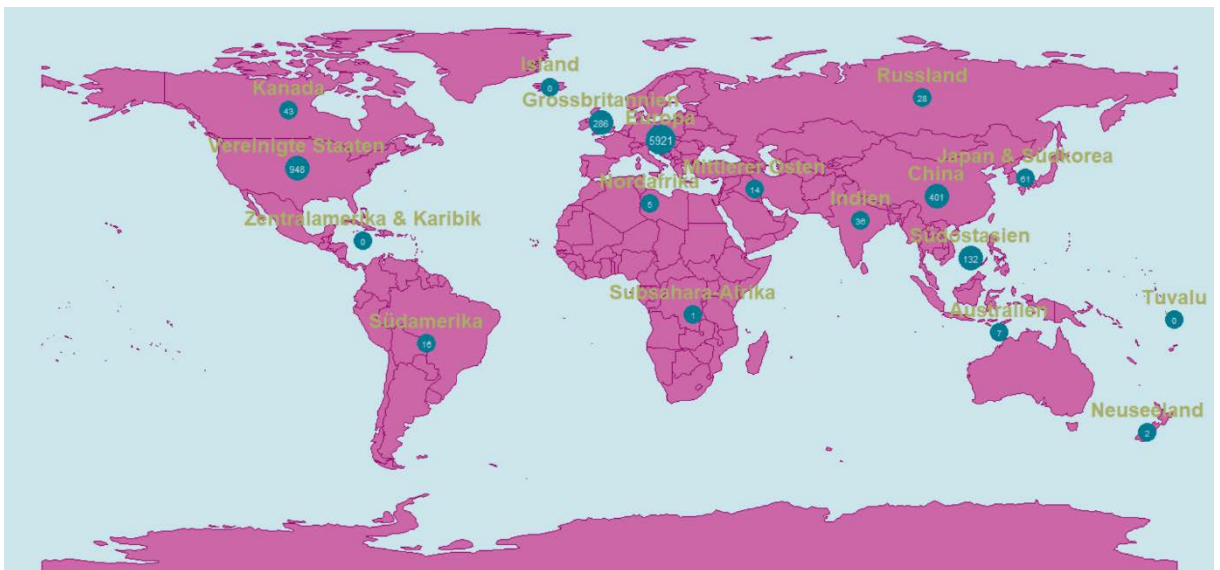 Island
0
Kanada
43
Russland
28
Grossbritannien
286
Europa
5921
Vereinigte Staaten
948
Japan & Südkorea
61
Mittlerer Osten
14
China
401
Nordafrika
5
Indien
36
Zentralamerika & Karibik
0
Südostasien
132
Subsahara-Afrika
1
Tuvalu
0
Australien
7
Südamerika
16
Neuseeland
2